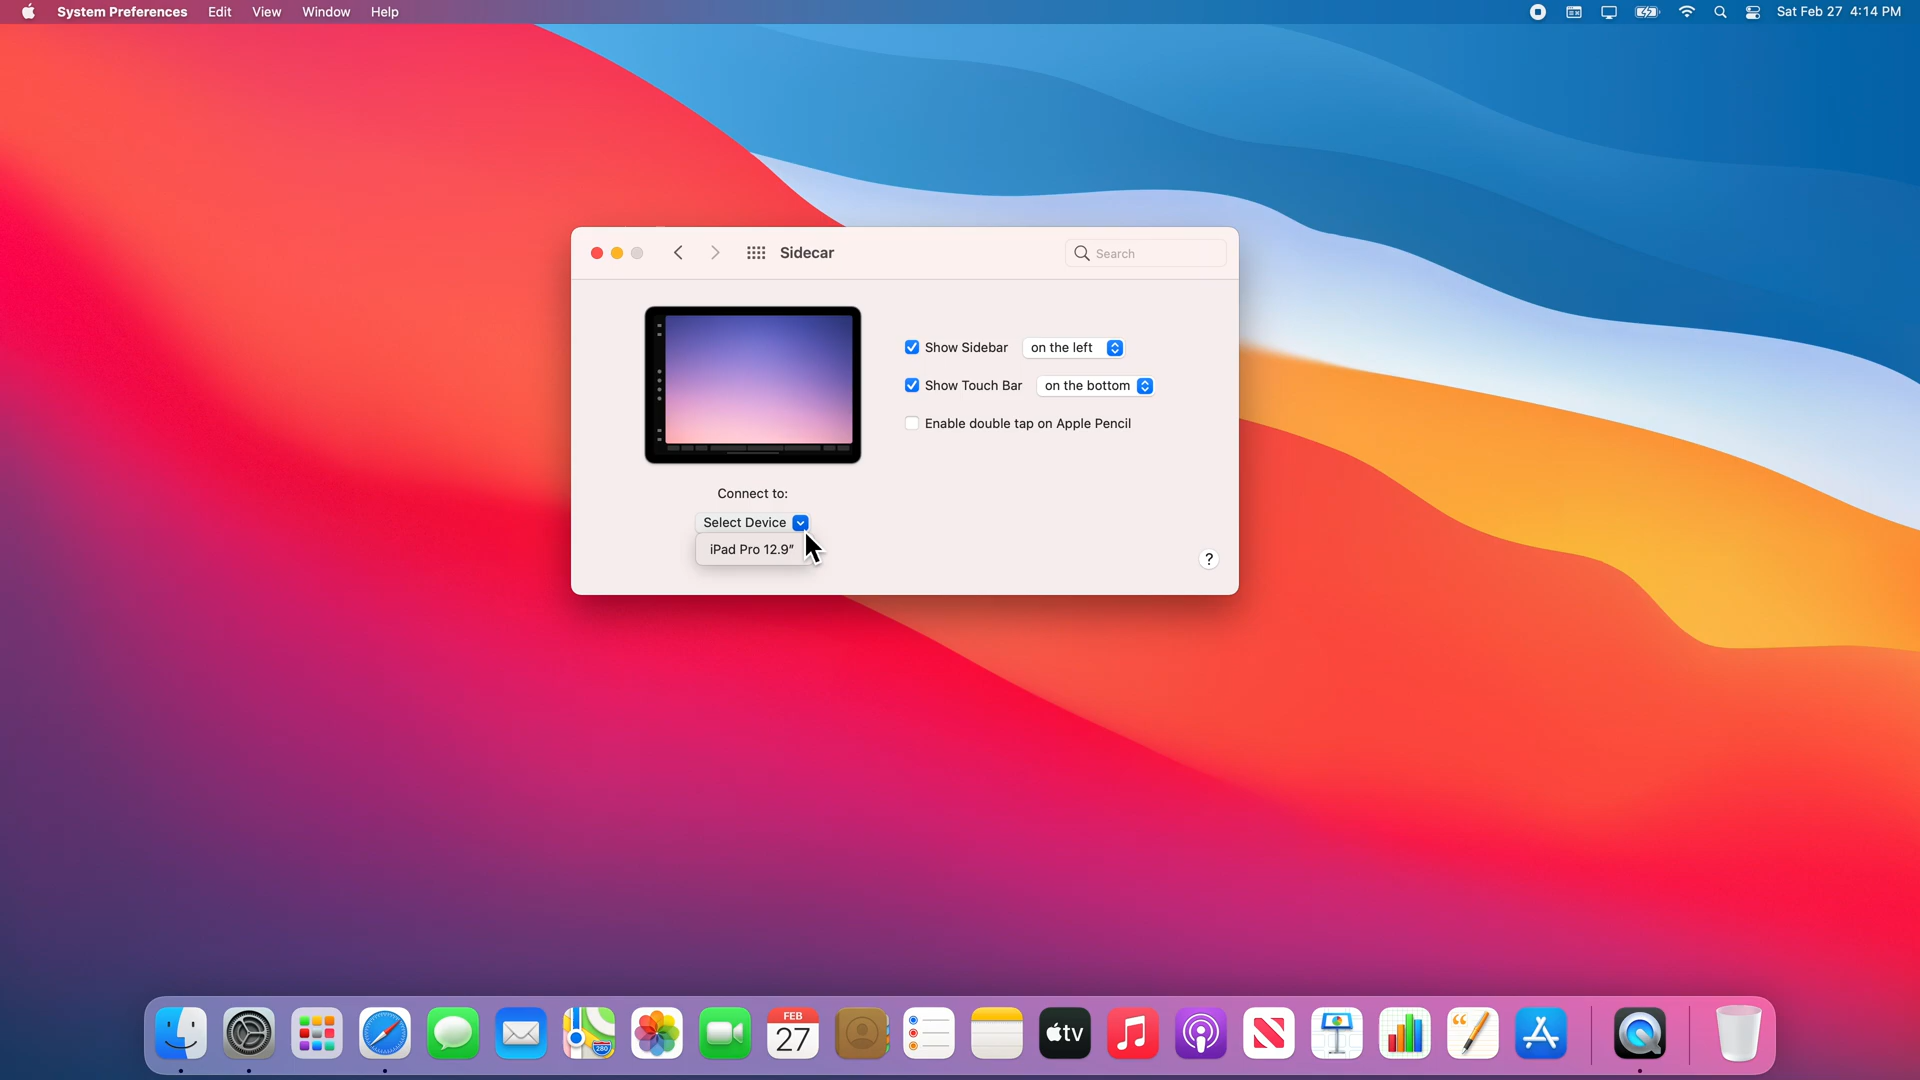 System Preferences Edit View Window Help Sat Feb 27 4:14 PM
Sidecar Search
Show Sidebar on the left
Show Touch Bar on the bottom
Enable double tap on Apple Pencil
Connect to:
Select Device
iPad Pro 12.9”
?
FEB
27
280
tv